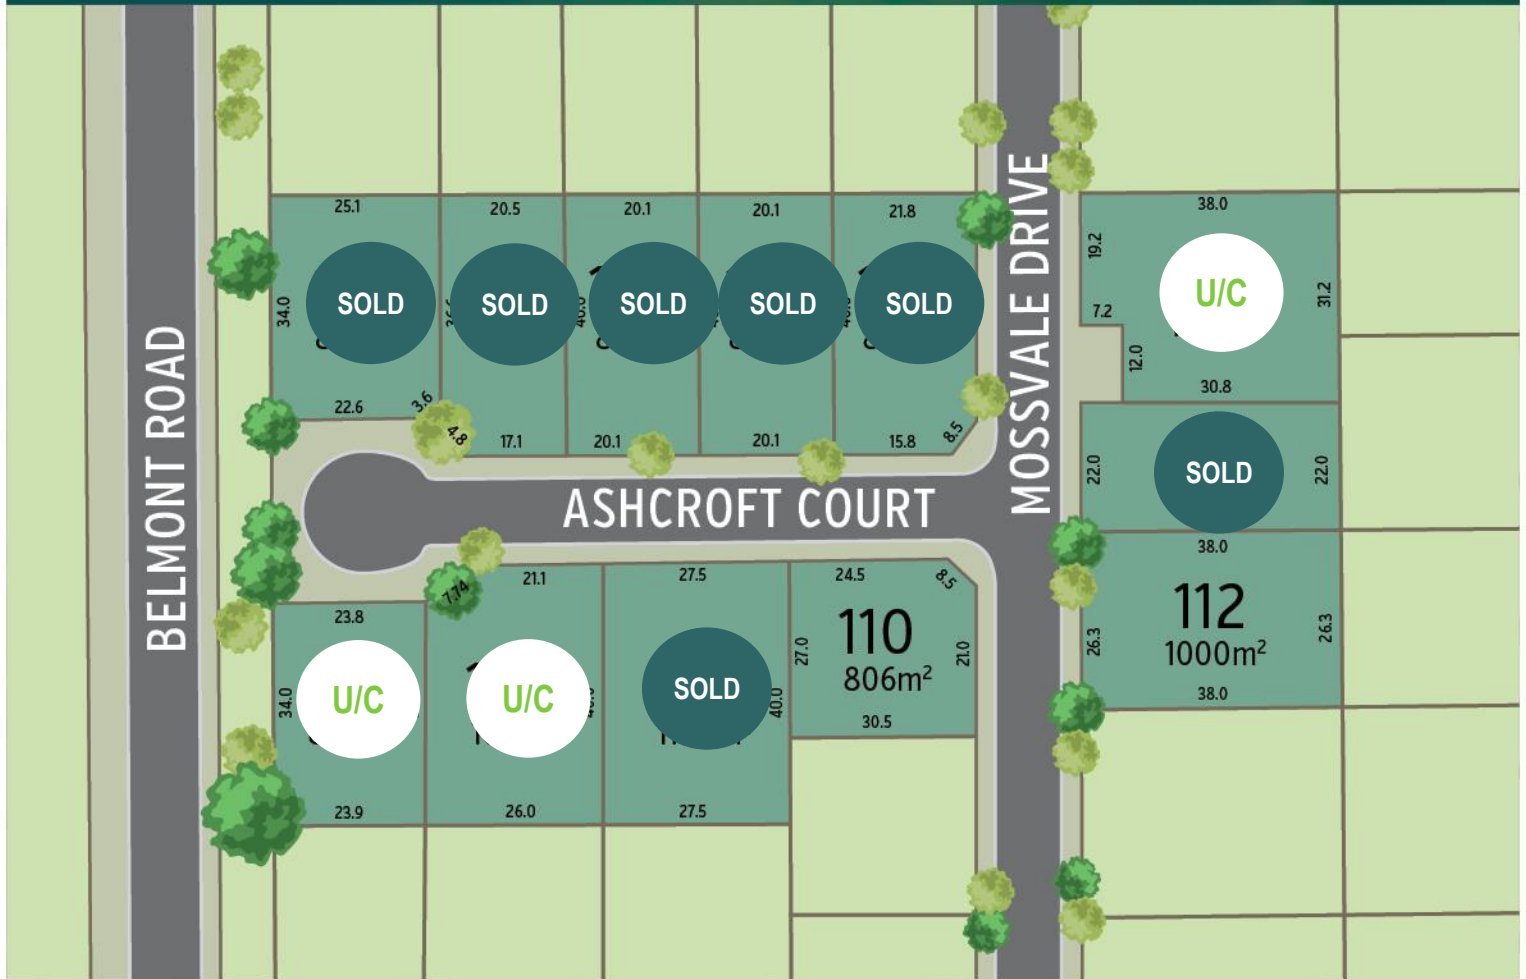 BELMONT ROAD
MOSSVALE DRIVE
ASHCROFT COURT
25.1
20.5
20.1
20.1
21.8
34.0
SOLD
SOLD
SOLD
SOLD
SOLD
22.6
3.6
4.8
17.1
20.1
20.1
15.8
8.5
38.0
19.2
U/C
31.2
7.2
12.0
30.8
22.0
SOLD
22.0
23.8
7.74
21.1
27.5
24.5
8.5
34.0
U/C
U/C
SOLD
40.0
27.0
110
806m²
21.0
30.5
23.9
26.0
27.5
38.0
26.3
112
1000m²
26.3
38.0